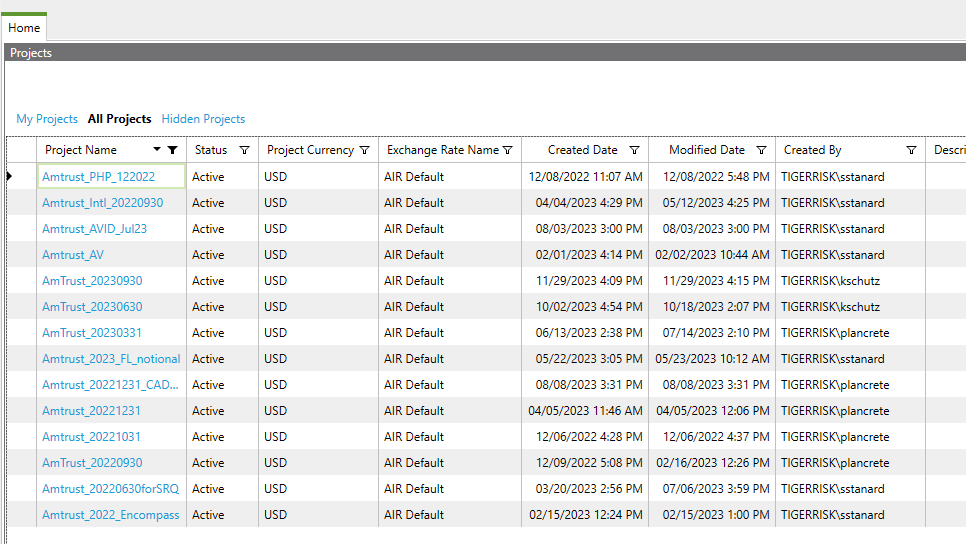 Home
Projects
My Projects All Projects Hidden Projects
Project Name Status Project Currency Exchange Rate Name Created Date Modified Date Created By Descri
Amtrust_PHP_122022 Active USD AIR Default 12/08/2022 11:07 AM 12/08/2022 5:48 PM TIGERRISK\sstanard
Amtrust_Intl_20220930 Active USD AIR Default 04/04/2023 4:29 PM 05/12/2023 4:25 PM TIGERRISK\sstanard
Amtrust_AVID_Jul23 Active USD AIR Default 08/03/2023 3:00 PM 08/03/2023 3:00 PM TIGERRISK\sstanard
Amtrust_AV Active USD AIR Default 02/01/2023 4:14 PM 02/02/2023 10:44 AM TIGERRISK\sstanard
AmTrust_20230930 Active USD AIR Default 11/29/2023 4:09 PM 11/29/2023 4:15 PM TIGERRISK\kschutz
AmTrust_20230630 Active USD AIR Default 10/02/2023 4:54 PM 10/18/2023 2:07 PM TIGERRISK\kschutz
AmTrust_20230331 Active USD AIR Default 06/13/2023 2:38 PM 07/14/2023 2:10 PM TIGERRISK\plancrete
Amtrust_2023_FL_notional Active USD AIR Default 05/22/2023 3:05 PM 05/23/2023 10:12 AM TIGERRISK\sstanard
Amtrust_20221231_CAD... Active USD AIR Default 08/08/2023 3:31 PM 08/08/2023 3:31 PM TIGERRISK\plancrete
Amtrust_20221231 Active USD AIR Default 04/05/2023 11:46 AM 04/05/2023 12:06 PM TIGERRISK\plancrete
Amtrust_20221031 Active USD AIR Default 12/06/2022 4:28 PM 12/06/2022 4:37 PM TIGERRISK\plancrete
AmTrust_20220930 Active USD AIR Default 12/09/2022 5:08 PM 02/16/2023 12:26 PM TIGERRISK\plancrete
Amtrust_20220630forSRQ Active USD AIR Default 03/20/2023 2:56 PM 07/06/2023 3:59 PM TIGERRISK\sstanard
Amtrust_2022_Encompass Active USD AIR Default 02/15/2023 12:24 PM 02/15/2023 1:00 PM TIGERRISK\sstanard